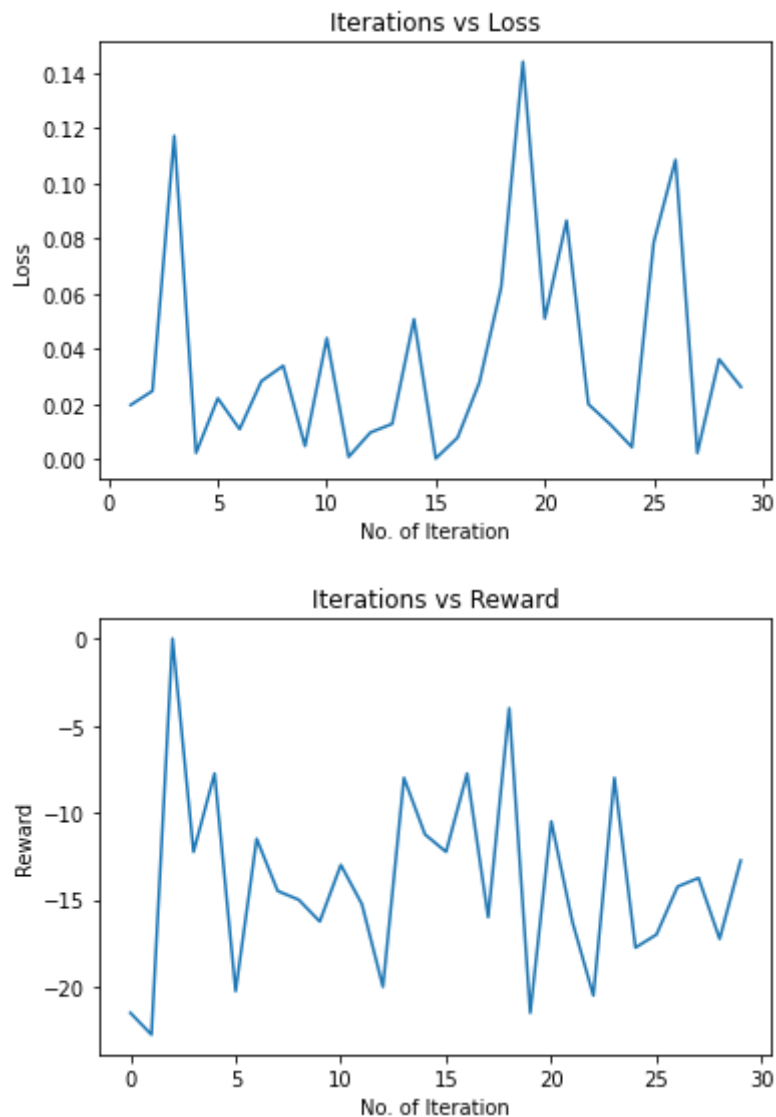 Iterations vs Loss
0.14
0.12
0.10
0.08
0.06
0.04
0.02
0.00
Loss
0 5 10 15 20 25 30
No. of Iteration
Iterations vs Reward
0
−5
−10
−15
−20
Reward
0 5 10 15 20 25 30
No. of Iteration